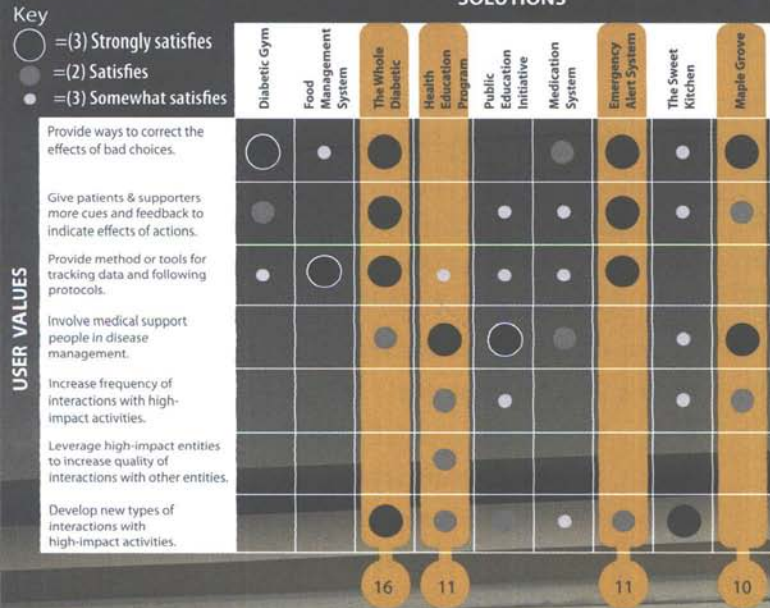 SOLUTIONS
Key
=(3) Strongly satisfies
=(2) Satisfies
=(3) Somewhat satisfies
Diabetic Gym
Food
Management
System
The Whole
Diabetic
Health
Education
Program
Public
Education
Initiative
Medication
System
Emergency
Alert System
The Sweet
Kitchen
Maple Grove
USER VALUES
Provide ways to correct the
effects of bad choices.
Give patients & supporters
more cues and feedback to
indicate effects of actions.
Provide method or tools for
tracking data and following
protocols.
Involve medical support
people in disease
management.
Increase frequency of
interactions with high-
impact activities.
Leverage high-impact entities
to increase quality of
interactions with other entities.
Develop new types of
interactions with
high-impact activities.
16
11
11
10